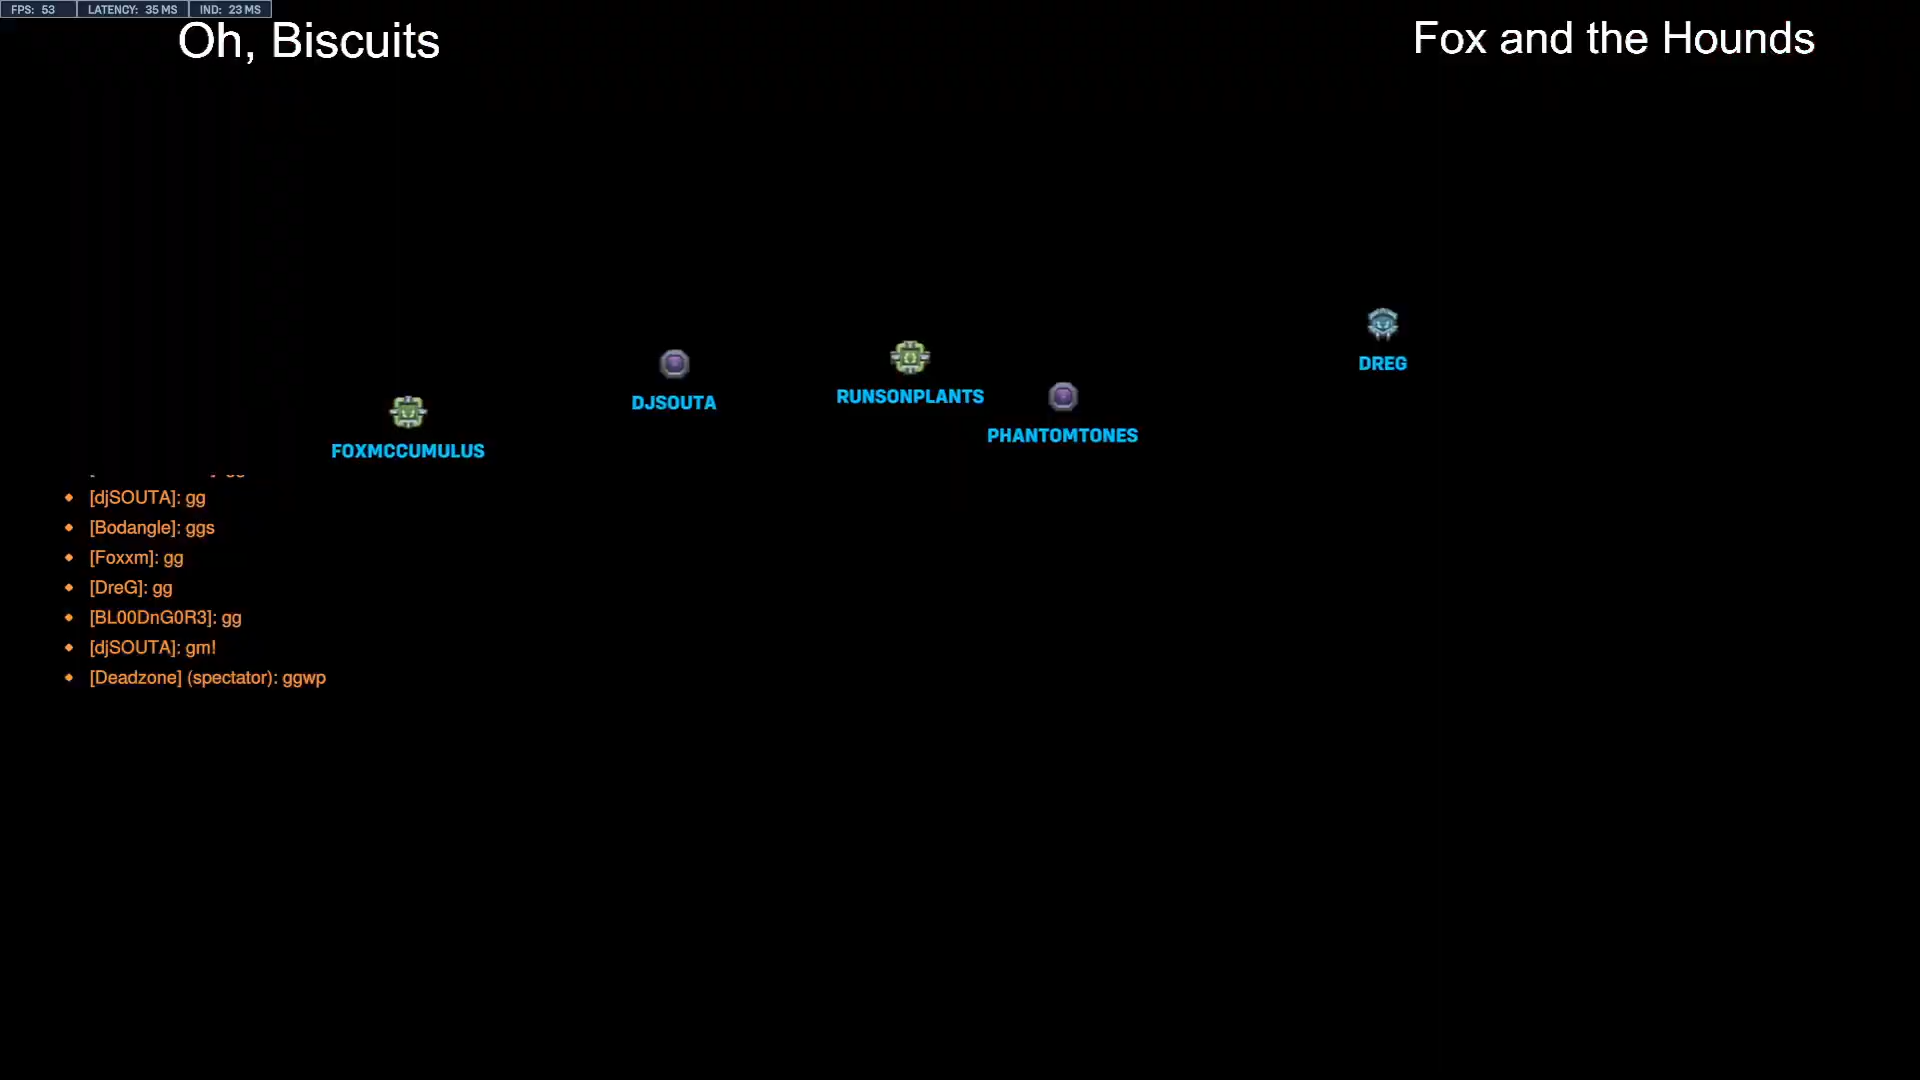 FPS: 53 LATENCY: 35 MS IND: 23 MS
Oh, Biscuits
Fox and the Hounds
DREG
DJSOUTA
RUNSONPLANTS
PHANTOMTONES
FOXMCCUMULUS
[djSOUTA]: gg
[Bodangle]: ggs
[Foxxm]: gg
[DreG]: gg
[BL00DnG0R3]: gg
[djSOUTA]: gm!
[Deadzone] (spectator): ggwp